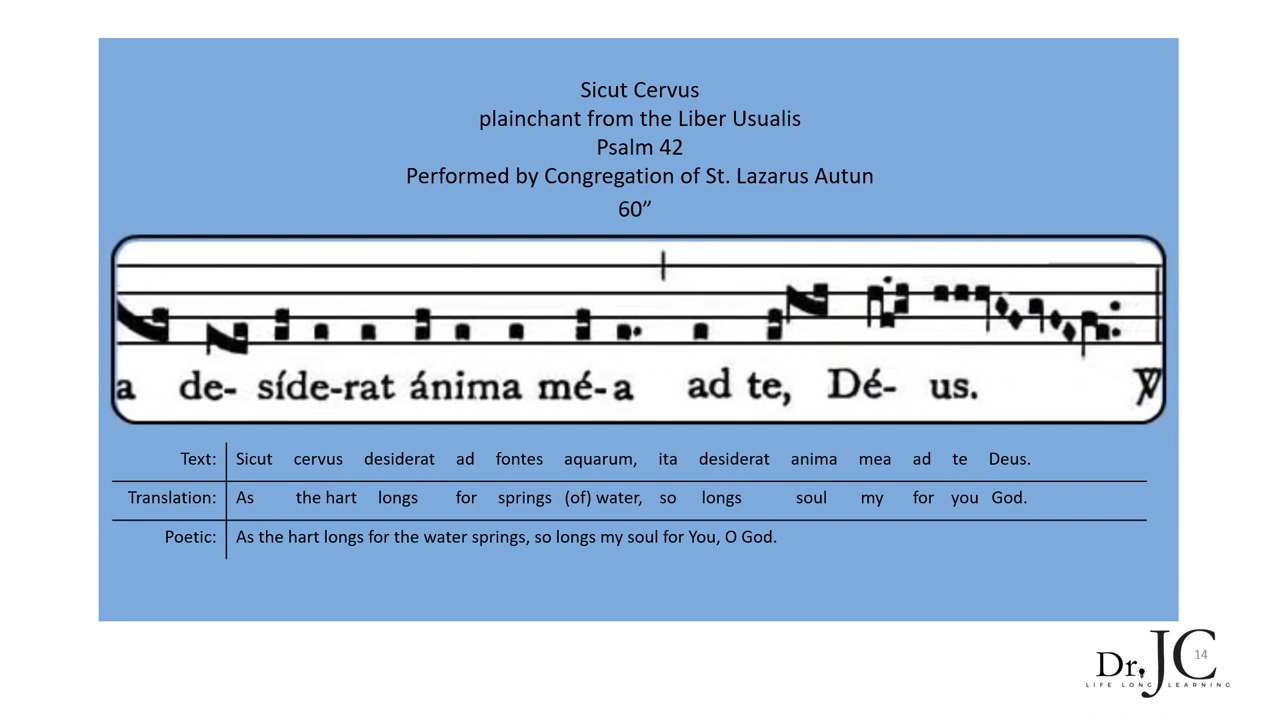 Sicut Cervus
plainchant from the Liber Usualis
Psalm 42
Performed by Congregation of St. Lazarus Autun
60”
a de- síde-rat ánima mé-a ad te, Dé- us. ℣
Text: Sicut cervus desiderat ad fontes aquarum, ita desiderat anima mea ad te Deus.
Translation: As the hart longs for springs (of) water, so longs soul my for you God.
Poetic: As the hart longs for the water springs, so longs my soul for You, O God.
Dr. JC 14
LIFE LONG LEARNING